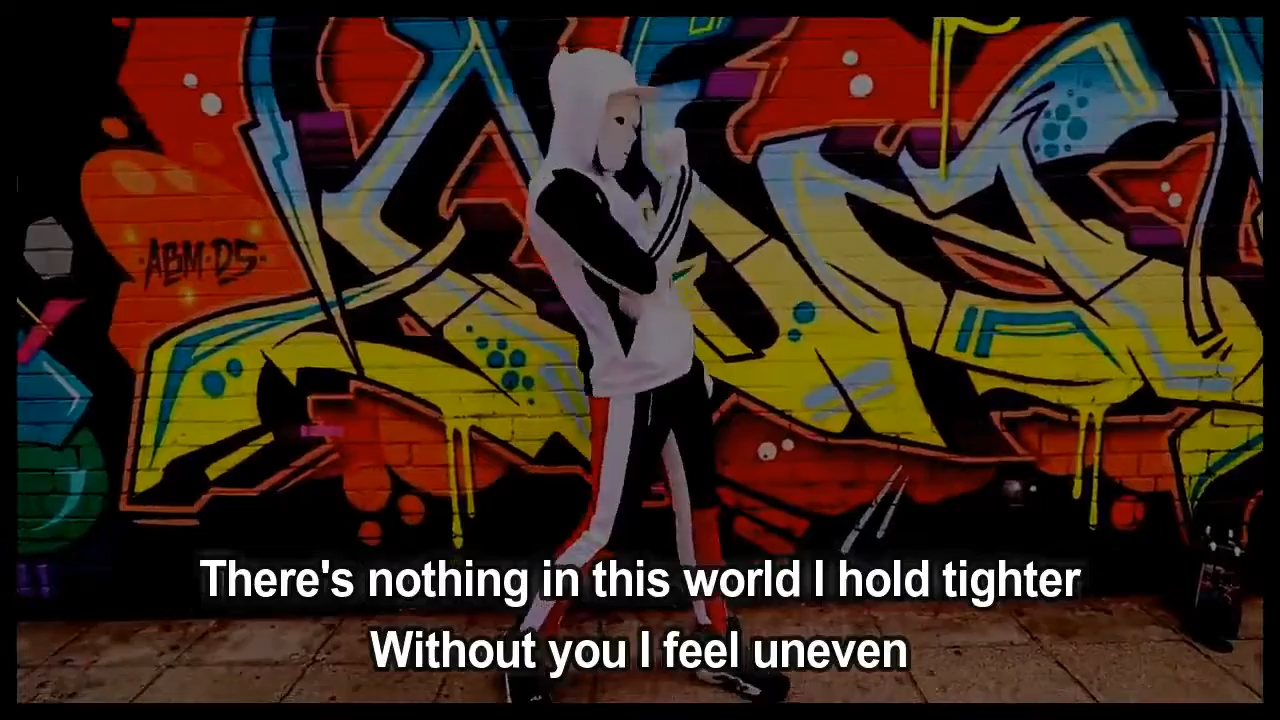 ·ABM·DS·
There's nothing in this world I hold tighter
Without you I feel uneven